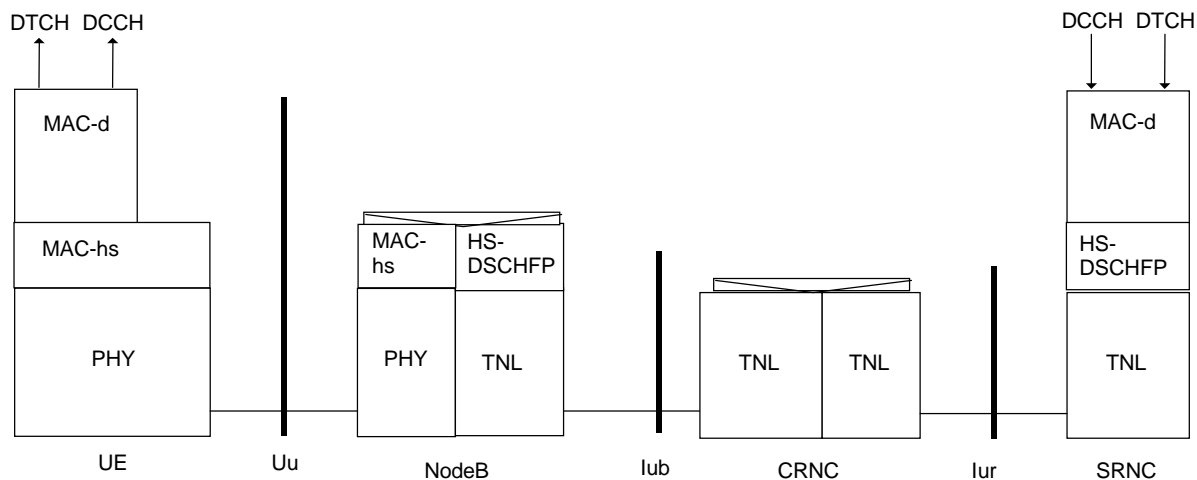 DTCH DCCH
DCCH DTCH
MAC-d
MAC-d
MAC-hs
MAC-
hs
HS-
DSCHFP
HS-
DSCHFP
PHY
PHY
TNL
TNL
TNL
TNL
UE
Uu
NodeB
Iub
CRNC
Iur
SRNC